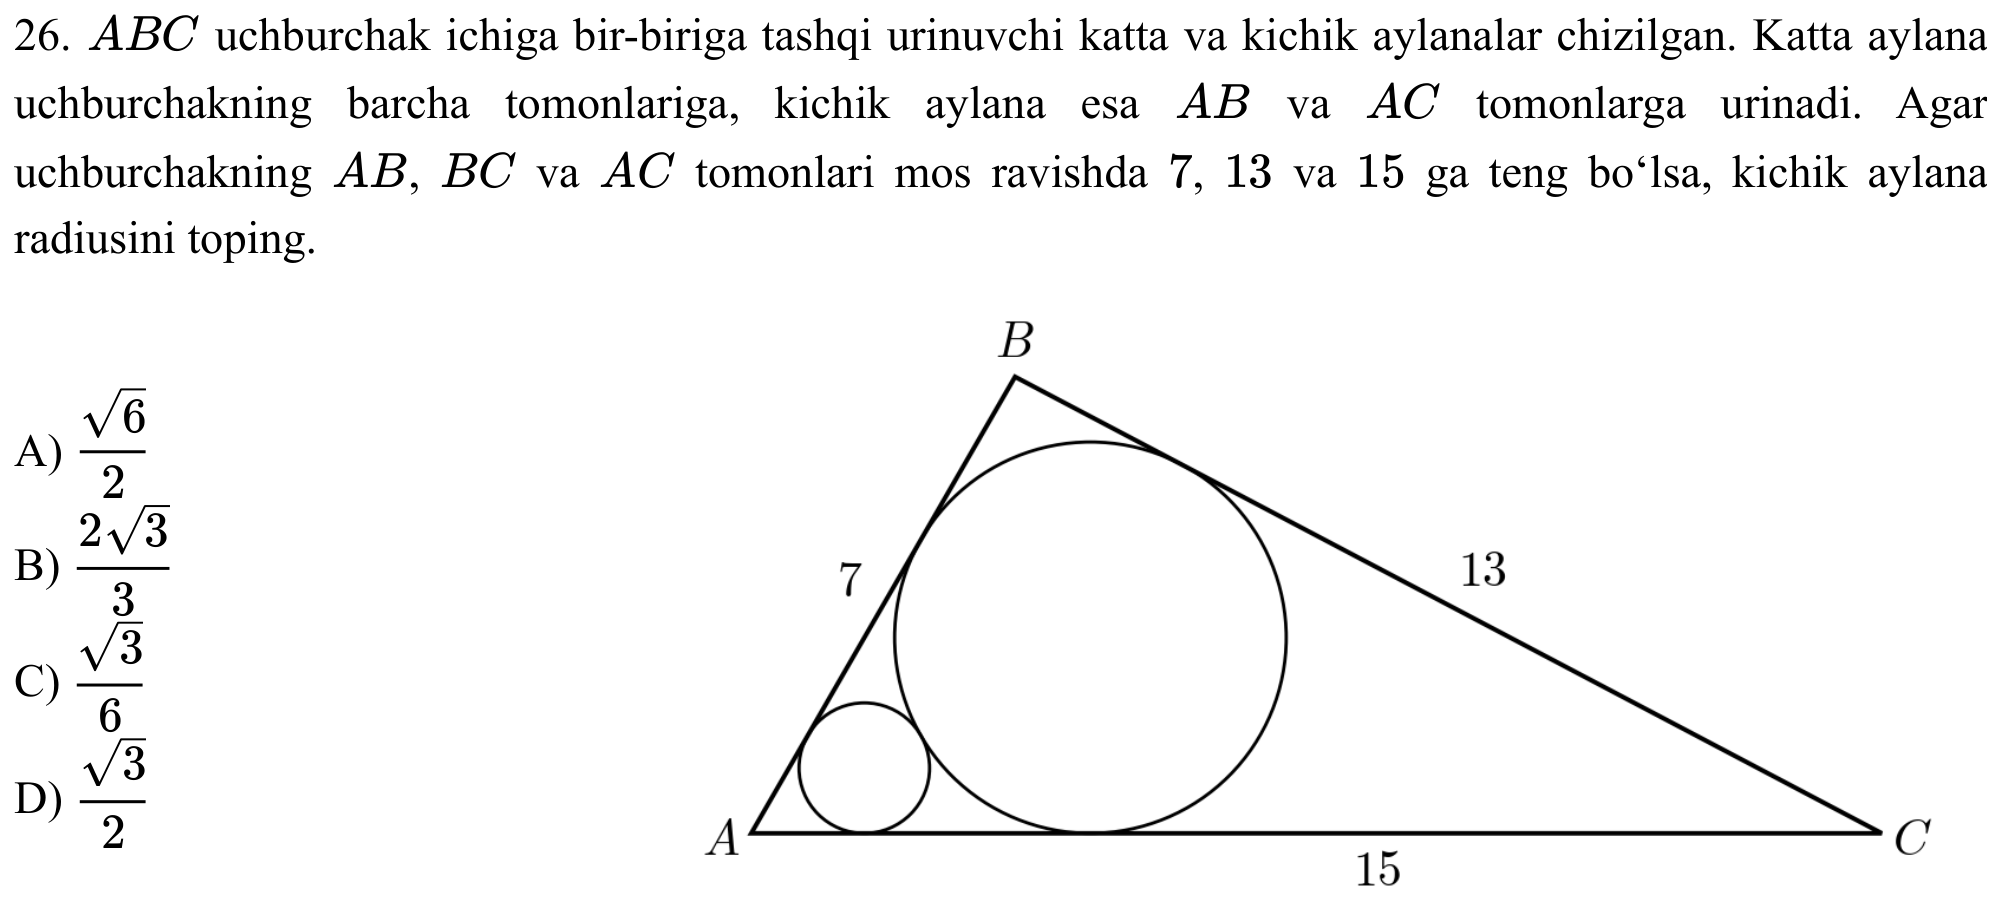 26. ABC uchburchak ichiga bir-biriga tashqi urinuvchi katta va kichik aylanalar chizilgan. Katta aylana
uchburchakning barcha tomonlariga, kichik aylana esa AB va AC tomonlarga urinadi. Agar
uchburchakning AB, BC va AC tomonlari mos ravishda 7, 13 va 15 ga teng bo‘lsa, kichik aylana
radiusini toping.
A) √6/2
B) 2√3/3
C) √3/6
D) √3/2
B
7
13
A
C
15